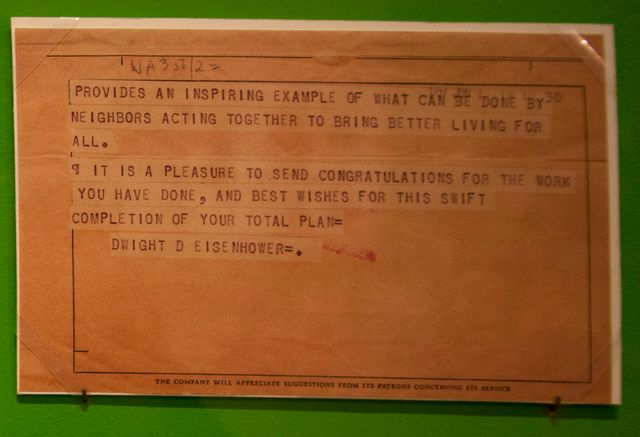 WA356/2=
PROVIDES AN INSPIRING EXAMPLE OF WHAT CAN BE DONE BY
NEIGHBORS ACTING TOGETHER TO BRING BETTER LIVING FOR
ALL.
¶ IT IS A PLEASURE TO SEND CONGRATULATIONS FOR THE WORK
YOU HAVE DONE, AND BEST WISHES FOR THIS SWIFT
COMPLETION OF YOUR TOTAL PLAN=
DWIGHT D EISENHOWER=.
THE COMPANY WILL APPRECIATE SUGGESTIONS FROM ITS PATRONS CONCERNING ITS SERVICE